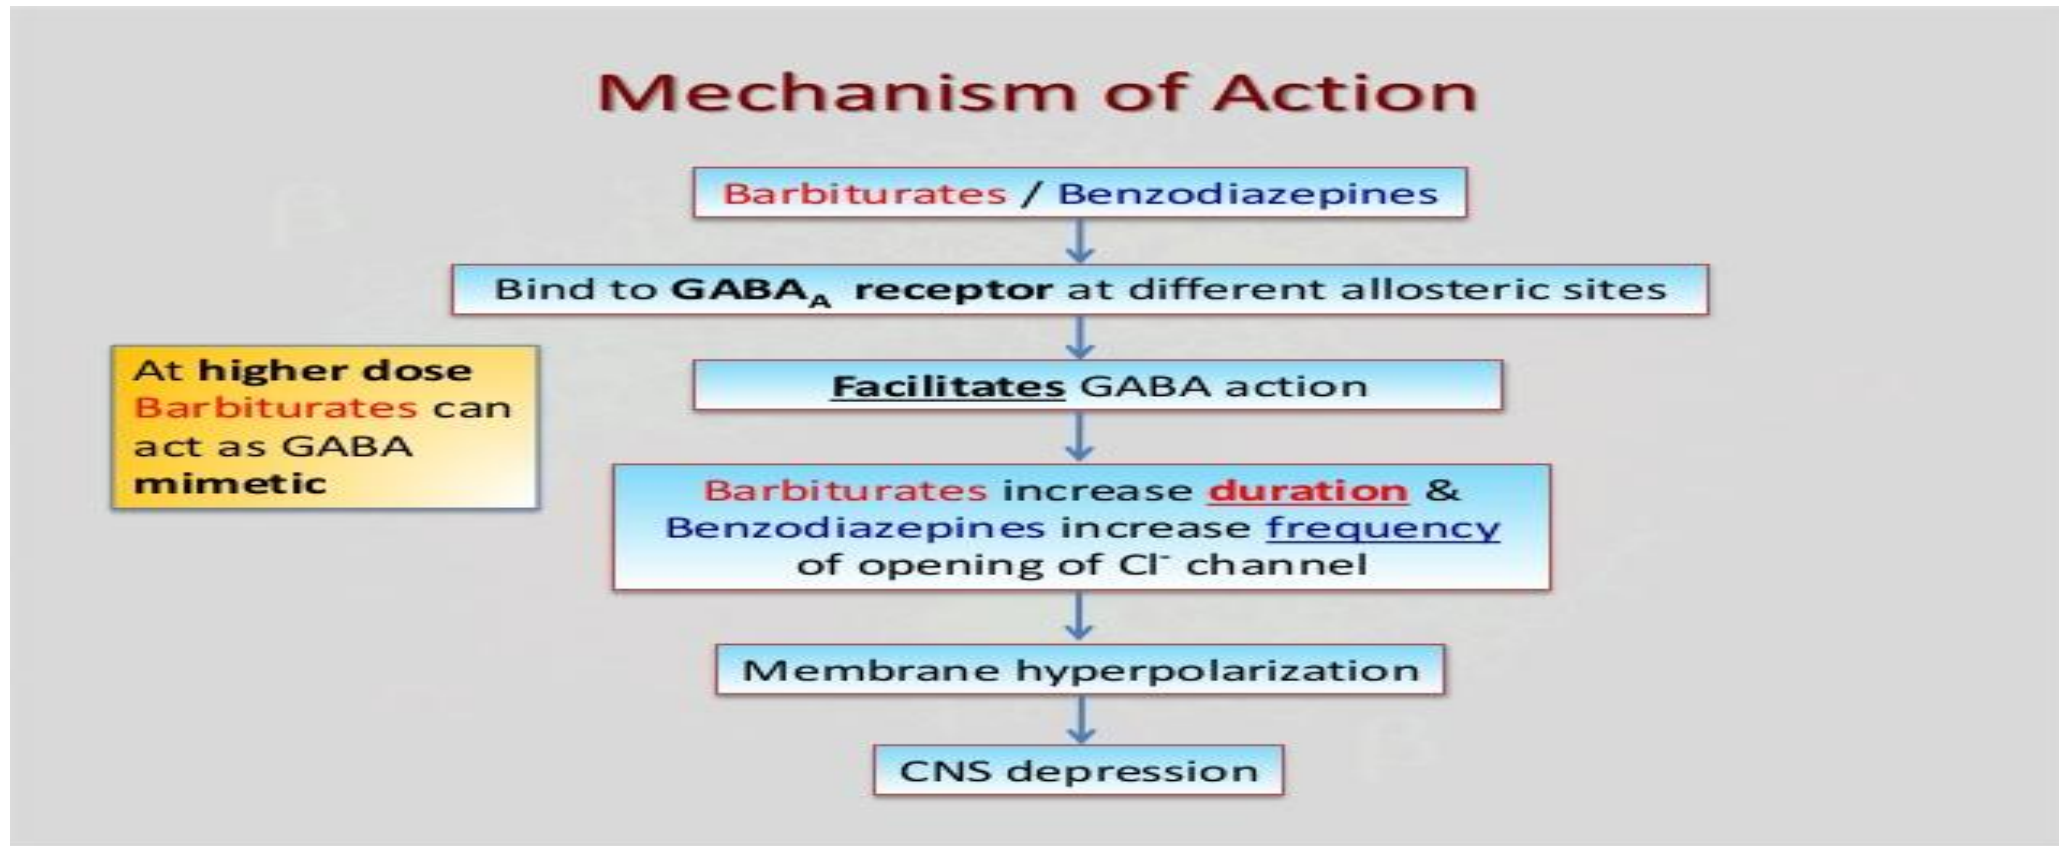 Mechanism of Action
Barbiturates / Benzodiazepines
Bind to GABAA receptor at different allosteric sites
At higher dose
Barbiturates can
act as GABA
mimetic
Facilitates GABA action
Barbiturates increase duration &
Benzodiazepines increase frequency
of opening of Cl⁻ channel
Membrane hyperpolarization
CNS depression
β
β